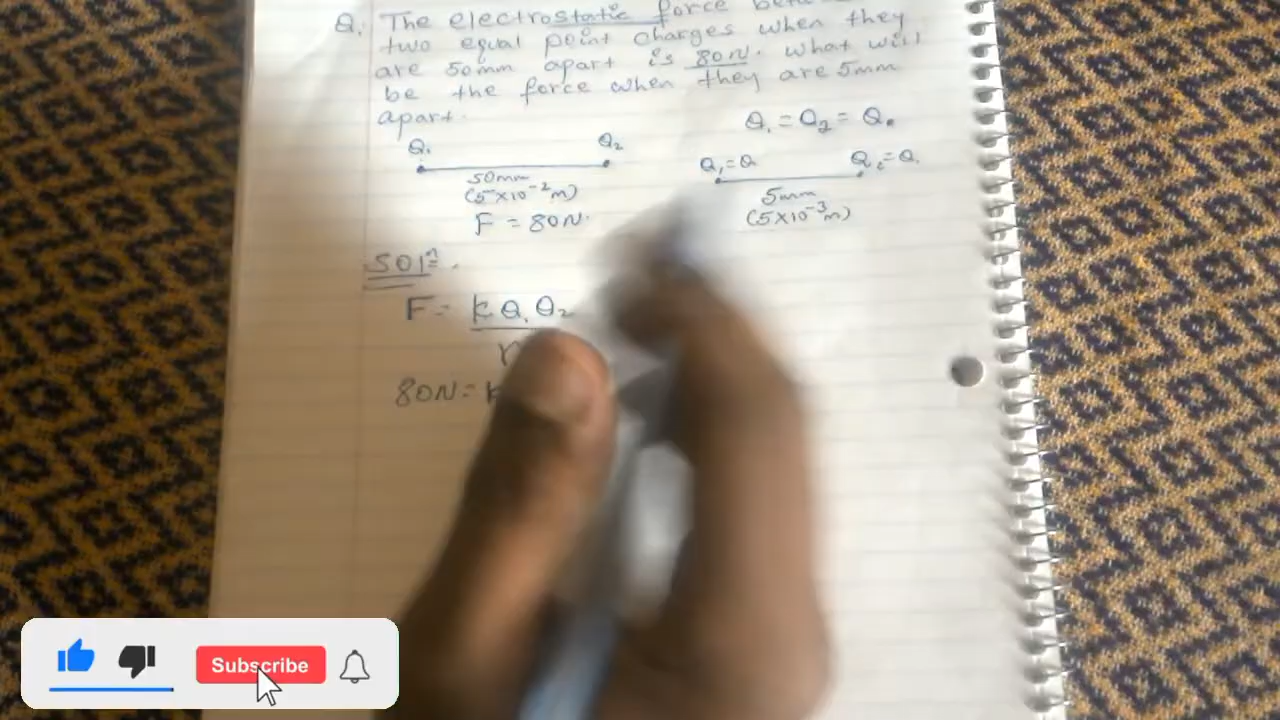 Q. The electrostatic force
two equal point charges when they
are 50mm apart is 80N. What will
be the force when they are 5mm
apart.
Q₁ = Q₂ = Q.
Q₁ Q₂
50mm
(5×10⁻²m)
F = 80N.
Q₁=Q Q₂=Q.
5mm
(5×10⁻³m)
Solⁿ.
F = kQ₁Q₂
r
80N = k
Subscribe